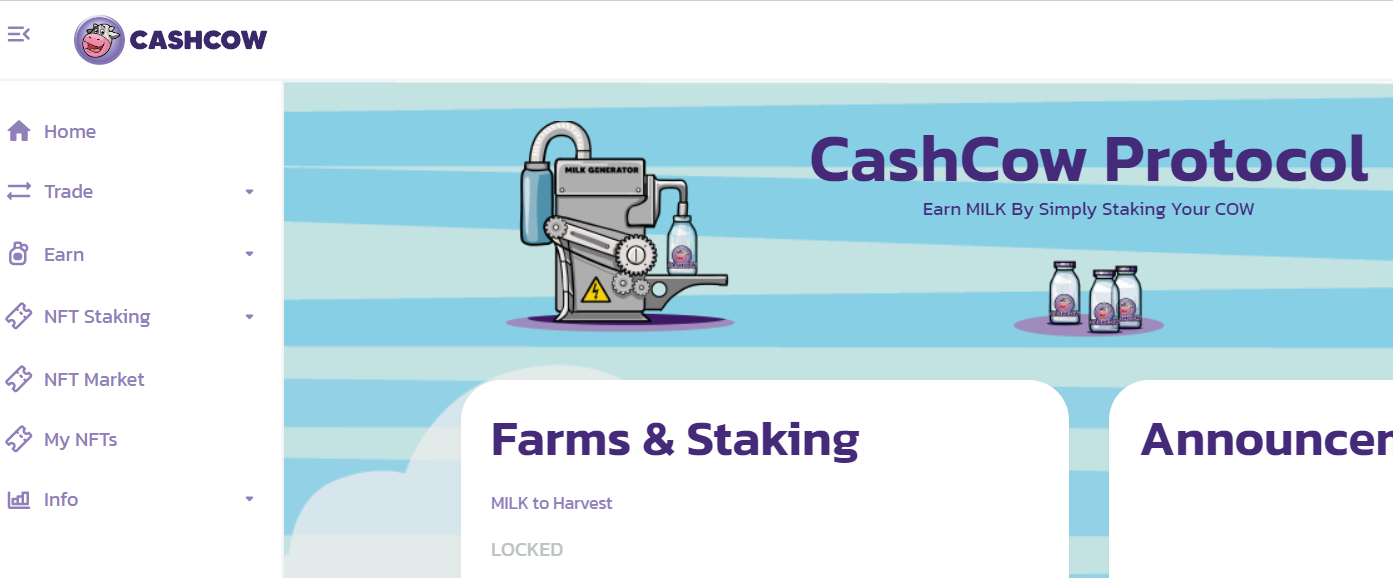 CASHCOW
Home
Trade
Earn
NFT Staking
NFT Market
My NFTs
Info
MILK GENERATOR
CashCow Protocol
Earn MILK By Simply Staking Your COW
Farms & Staking
MILK to Harvest
LOCKED